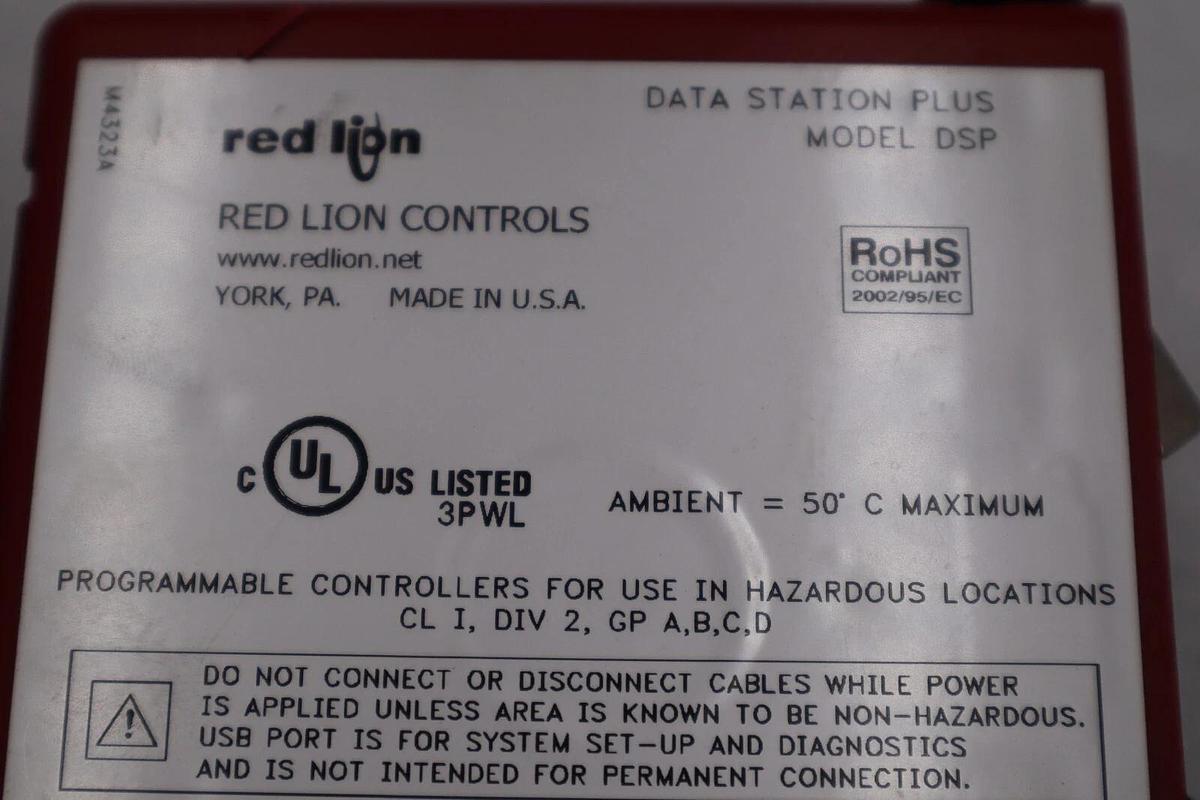 M4323A
red lion
DATA STATION PLUS
MODEL DSP
RED LION CONTROLS
www.redlion.net
YORK, PA. MADE IN U.S.A.
RoHS
COMPLIANT
2002/95/EC
C UL US LISTED
3PWL
AMBIENT = 50° C MAXIMUM
PROGRAMMABLE CONTROLLERS FOR USE IN HAZARDOUS LOCATIONS
CL I, DIV 2, GP A,B,C,D
DO NOT CONNECT OR DISCONNECT CABLES WHILE POWER
IS APPLIED UNLESS AREA IS KNOWN TO BE NON-HAZARDOUS.
USB PORT IS FOR SYSTEM SET-UP AND DIAGNOSTICS
AND IS NOT INTENDED FOR PERMANENT CONNECTION.